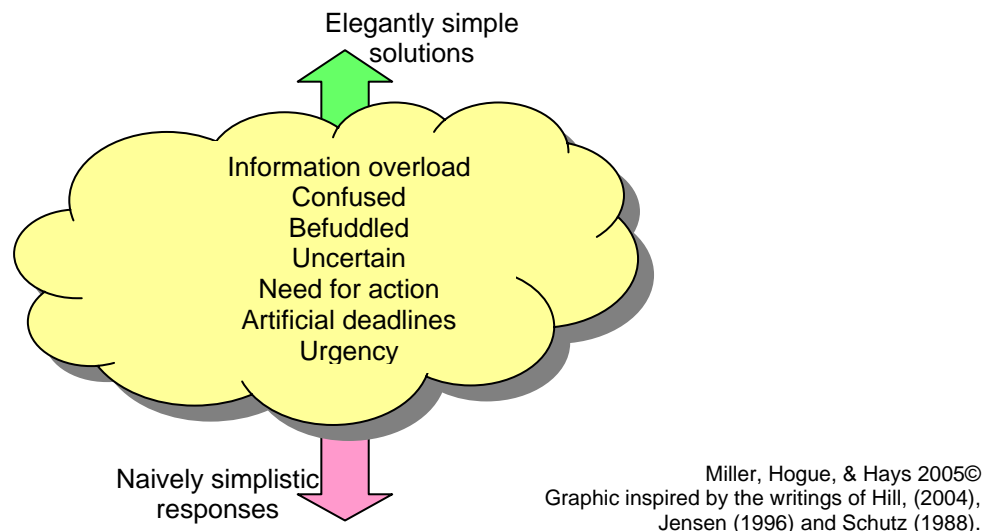 Elegantly simple
solutions
Information overload
Confused
Befuddled
Uncertain
Need for action
Artificial deadlines
Urgency
Naively simplistic
responses
Miller, Hogue, & Hays 2005©
Graphic inspired by the writings of Hill, (2004),
Jensen (1996) and Schutz (1988).